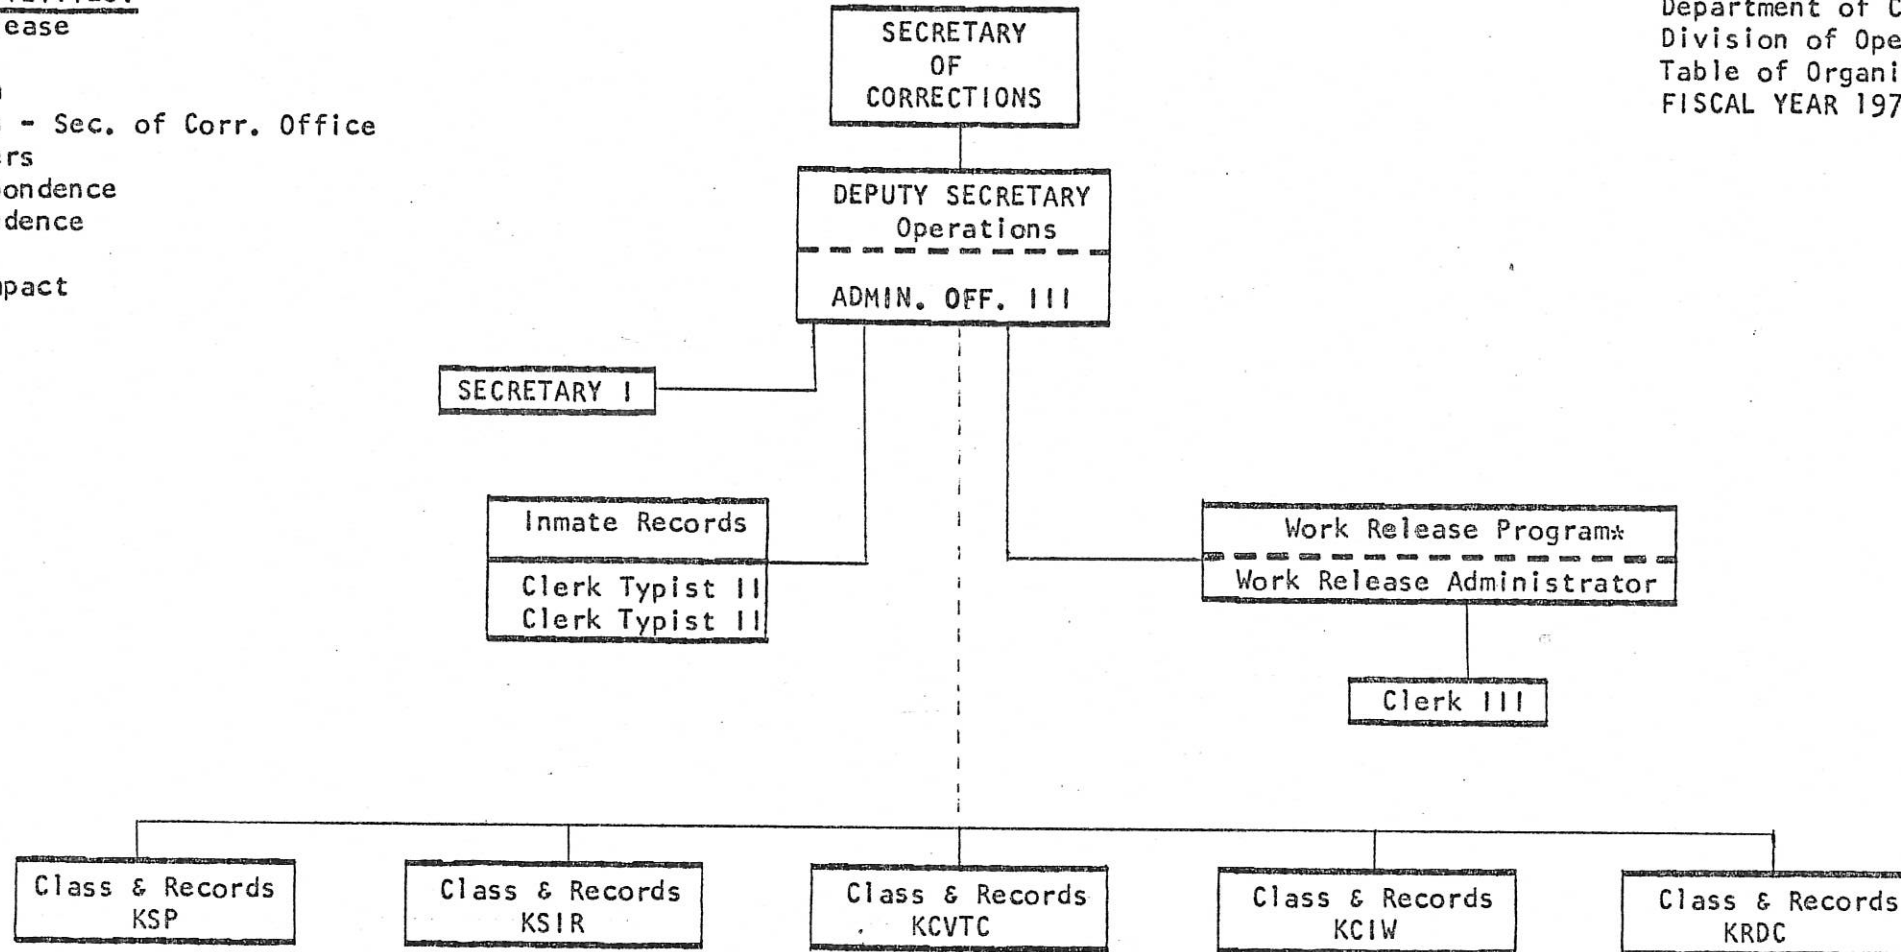 ease
- Sec. of Corr. Office
ers
pondence
dence
mpact
SECRETARY
OF
CORRECTIONS
Department of C
Division of Ope
Table of Organi
FISCAL YEAR 197
DEPUTY SECRETARY
Operations
ADMIN. OFF. III
SECRETARY I
Inmate Records
Clerk Typist II
Clerk Typist II
Work Release Program*
Work Release Administrator
Clerk III
Class & Records
KSP
Class & Records
KSIR
Class & Records
KCVTC
Class & Records
KCIW
Class & Records
KRDC